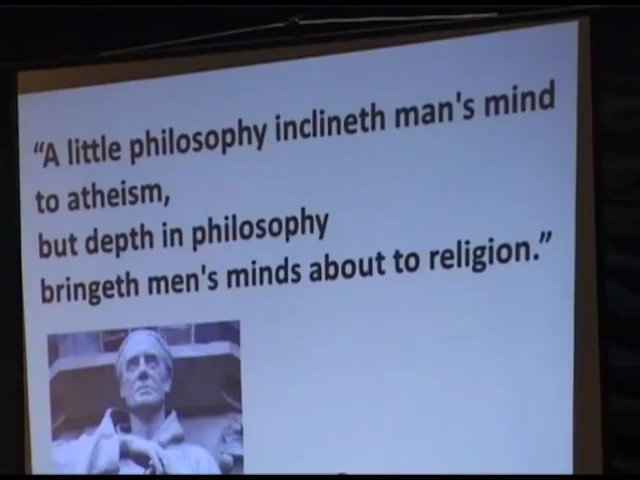 “A little philosophy inclineth man's mind
to atheism,
but depth in philosophy
bringeth men's minds about to religion.”